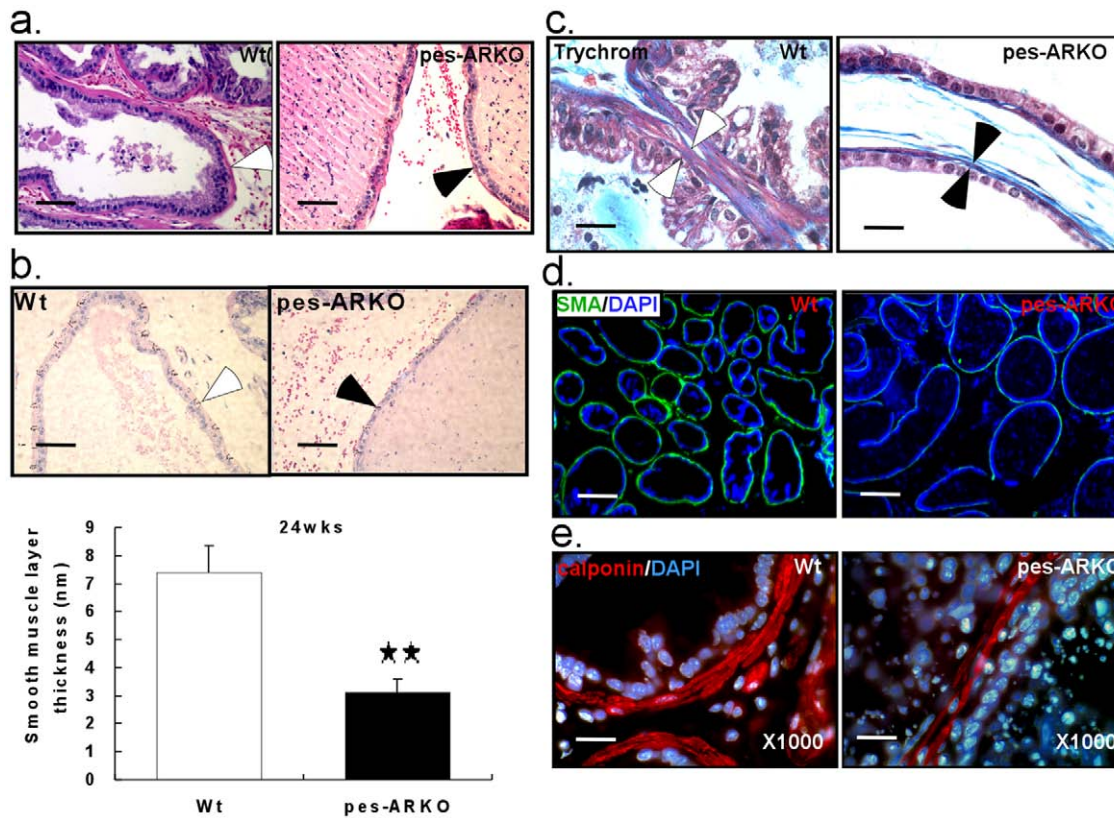 a.
Wt(
pes-ARKO
b.
Wt
pes-ARKO
24wks
Smooth muscle layer
thickness (nm)
9
8
7
6
5
4
3
2
1
0
★★
Wt
pes-ARKO
c.
Trychrom
Wt
pes-ARKO
d.
SMA/DAPI
Wt
pes-ARKO
e.
calponin/DAPI
Wt
X1000
pes-ARKO
X1000